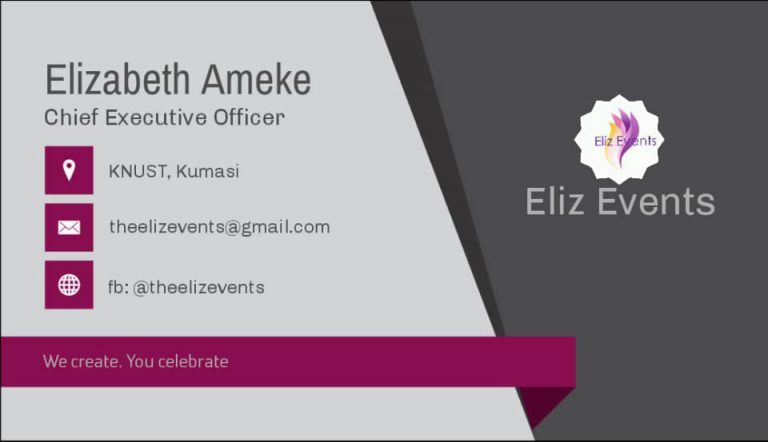 Elizabeth Ameke
Chief Executive Officer
KNUST, Kumasi
theelizevents@gmail.com
fb: @theelizevents
We create. You celebrate
Eliz Events
Eliz Events